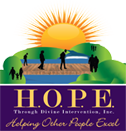 H.O.P.E.
Through Divine Intervention, Inc.
Helping Other People Excel